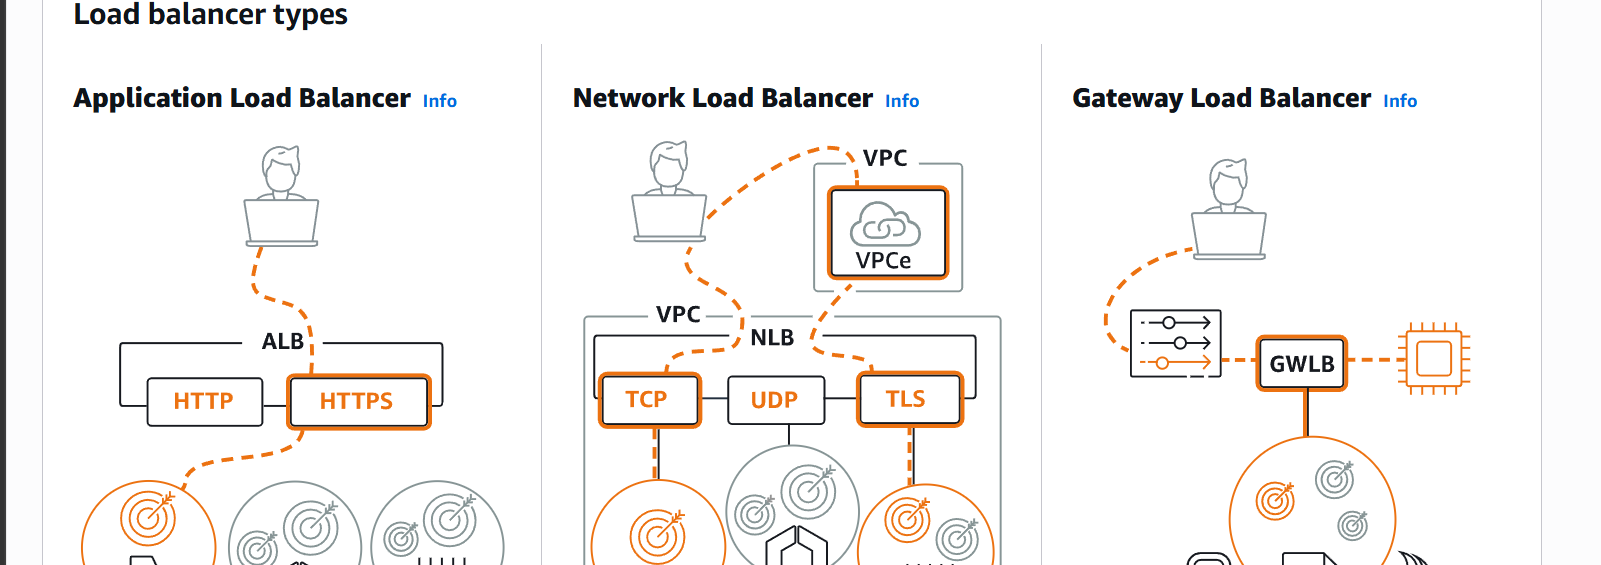 Load balancer types
Application Load Balancer Info
ALB
HTTP
HTTPS
Network Load Balancer Info
VPC
VPCe
VPC
NLB
TCP
UDP
TLS
Gateway Load Balancer Info
GWLB